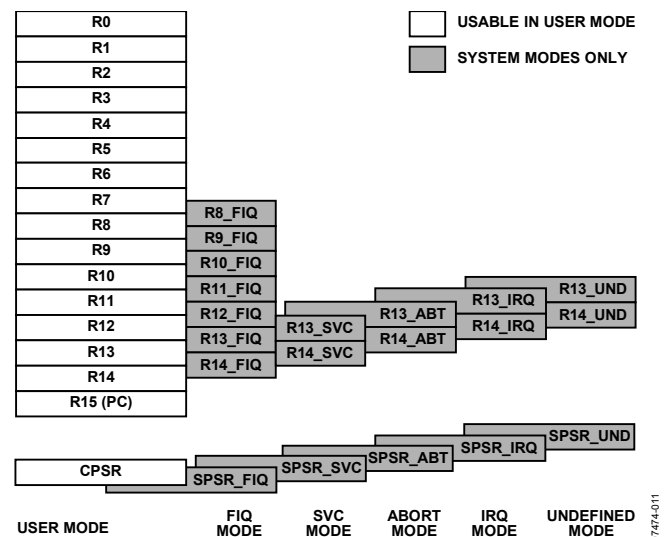 R0
R1
R2
R3
R4
R5
R6
R7
R8
R9
R10
R11
R12
R13
R14
R15 (PC)
CPSR
R8_FIQ
R9_FIQ
R10_FIQ
R11_FIQ
R12_FIQ
R13_FIQ
R14_FIQ
SPSR_FIQ
R13_SVC
R14_SVC
SPSR_SVC
R13_ABT
R14_ABT
SPSR_ABT
R13_IRQ
R14_IRQ
SPSR_IRQ
R13_UND
R14_UND
SPSR_UND
USABLE IN USER MODE
SYSTEM MODES ONLY
USER MODE
FIQ
MODE
SVC
MODE
ABORT
MODE
IRQ
MODE
UNDEFINED
MODE
7474-011